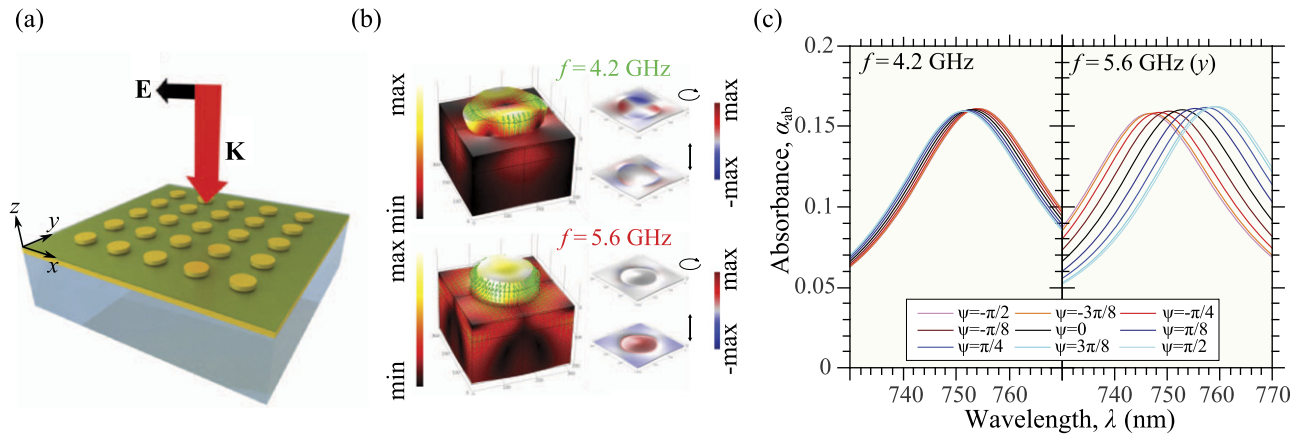 (a)
E
K
z
y
x
(b)
max
min
f = 4.2 GHz
max
-max
max
min
f = 5.6 GHz
max
-max
(c)
Absorbance, αab
0.2
0.15
0.1
0.05
0
f = 4.2 GHz
f = 5.6 GHz (y)
ψ=-π/2 ψ=-3π/8 ψ=-π/4
ψ=-π/8 ψ=0 ψ=π/8
ψ=π/4 ψ=3π/8 ψ=π/2
740 760 740 750 760 770
Wavelength, λ (nm)